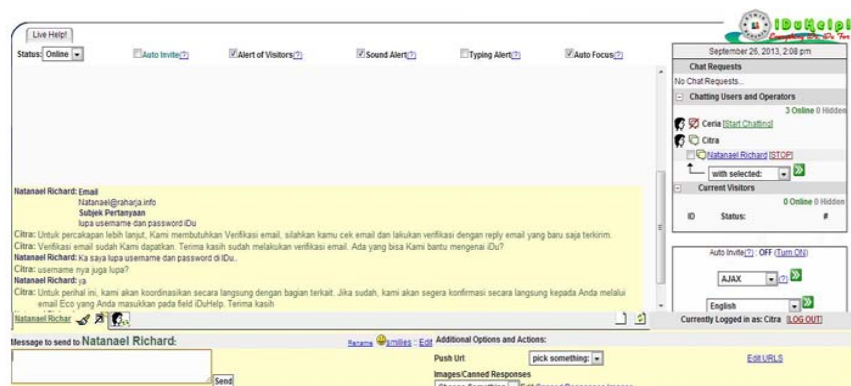 iDuHelp!
Everything We iDu For
Live Help!
Status: Online
Auto Invite(?)
Alert of Visitors(?)
Sound Alert(?)
Typing Alert(?)
Auto Focus(?)
September 26, 2013, 2:08 pm
Chat Requests
No Chat Requests...
Chatting Users and Operators
3 Online 0 Hidden
Ceria [Start Chatting]
Citra
Natanael Richard [STOP]
with selected:
Current Visitors
0 Online 0 Hidden
ID Status: #
Auto Invite(?) : OFF (Turn ON)
AJAX (?)
English
Currently Logged in as: Citra [LOG OUT]
Natanael Richard: Email
Natanael@raharja.info
Subjek Pertanyaan
lupa username dan password iDu
Citra: Untuk percakapan lebih lanjut, Kami membutuhkan Verifikasi email, silahkan kamu cek email dan lakukan verifikasi dengan reply email yang baru saja terkirim.
Citra: Verifikasi email sudah Kami dapatkan. Terima kasih sudah melakukan verifikasi email. Ada yang bisa Kami bantu mengenai iDu?
Natanael Richard: Ka saya lupa username dan password di iDu..
Citra: username nya juga lupa?
Natanael Richard: ya
Citra: Untuk perihal ini, kami akan koordinasikan secara langsung dengan bagian terkait. Jika sudah, kami akan segera konfirmasi secara langsung kepada Anda melalui
email Eco yang Anda masukkan pada field iDuHelp. Terima kasih
Natanael Richar
Message to send to Natanael Richard:
Rename Smilies :: Edit
Send
Additional Options and Actions:
Push Url: pick something: Edit URLS
Images/Canned Responses